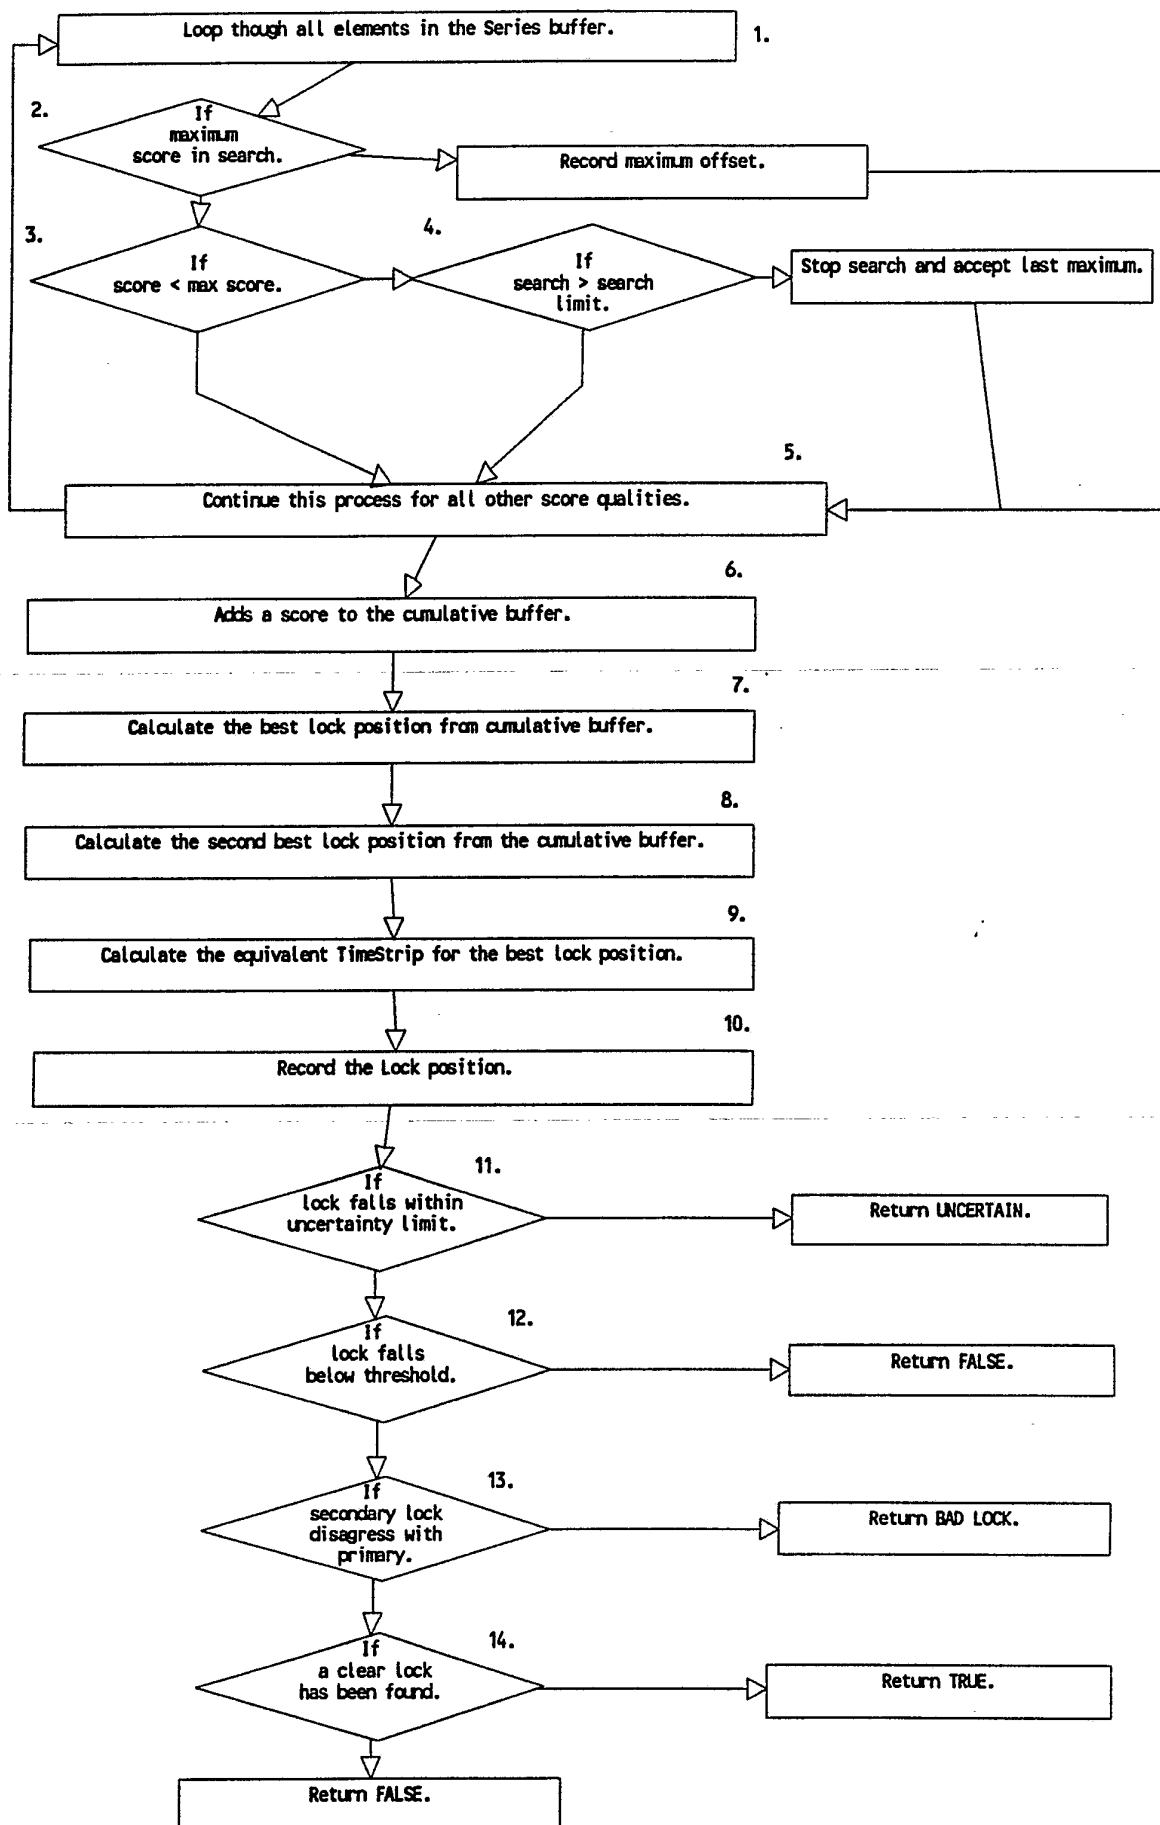 Loop though all elements in the Series buffer.
1.
2.
If
maximum
score in search.
Record maximum offset.
3.
If
score < max score.
4.
If
search > search
limit.
Stop search and accept last maximum.
5.
Continue this process for all other score qualities.
6.
Adds a score to the cumulative buffer.
7.
Calculate the best lock position from cumulative buffer.
8.
Calculate the second best lock position from the cumulative buffer.
9.
Calculate the equivalent TimeStrip for the best lock position.
10.
Record the Lock position.
11.
If
lock falls within
uncertainty limit.
Return UNCERTAIN.
12.
If
lock falls
below threshold.
Return FALSE.
13.
If
secondary lock
disagress with
primary.
Return BAD LOCK.
14.
If
a clear lock
has been found.
Return TRUE.
Return FALSE.